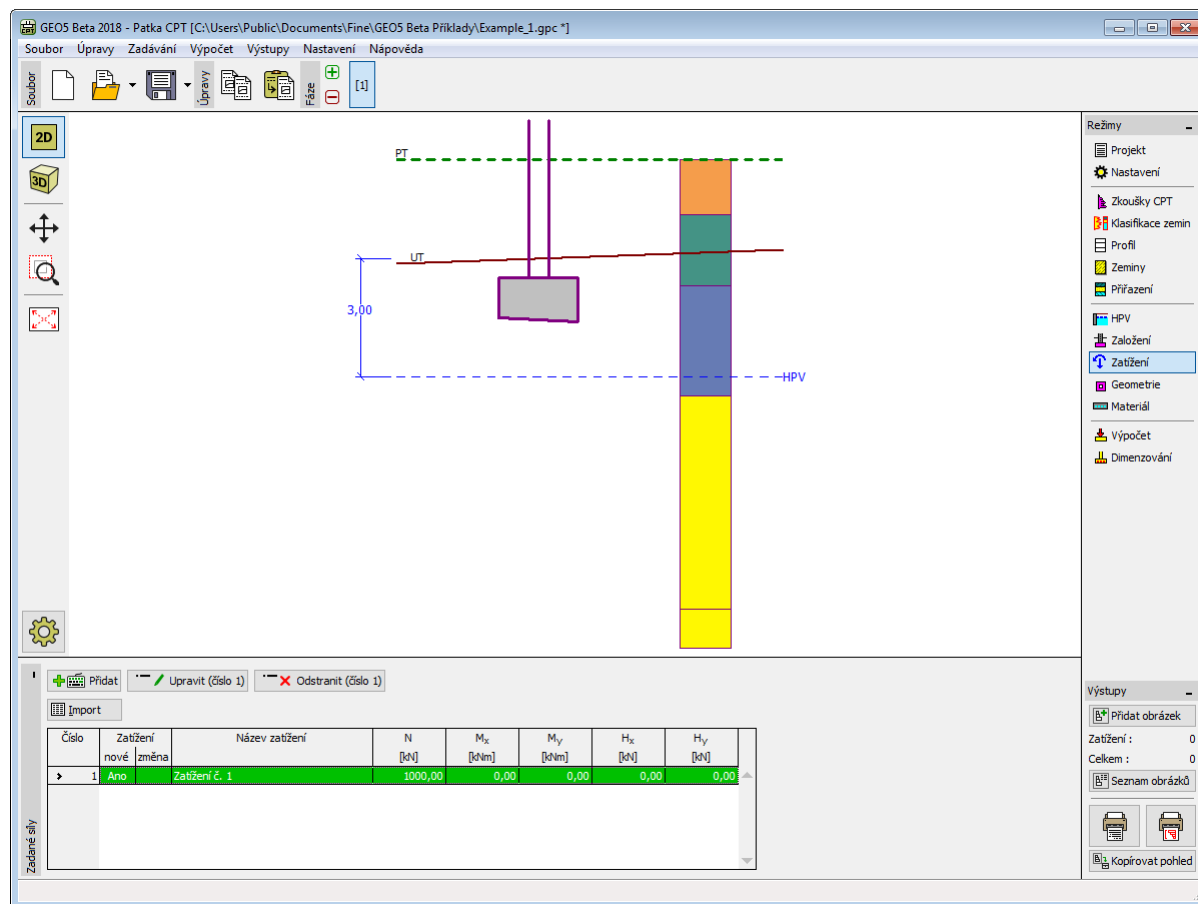 GEO5 Beta 2018 - Patka CPT [C:\Users\Public\Documents\Fine\GEO5 Beta Příklady\Example_1.gpc *]
Soubor Úpravy Zadávání Výpočet Výstupy Nastavení Nápověda
Soubor
Úpravy
Fáze
[1]
2D
3D
PT
UT
3,00
HPV
Režimy
Projekt
Nastavení
Zkoušky CPT
Klasifikace zemin
Profil
Zeminy
Přiřazení
HPV
Založení
Zatížení
Geometrie
Materiál
Výpočet
Dimenzování
Přidat
Upravit (číslo 1)
Odstranit (číslo 1)
Import
Číslo Zatížení Název zatížení N Mx My Hx Hy
nové změna [kN] [kNm] [kNm] [kN] [kN]
1 Ano Zatížení č. 1 1000,00 0,00 0,00 0,00 0,00
Zadané síly
Výstupy
Přidat obrázek
Zatížení : 0
Celkem : 0
Seznam obrázků
Kopírovat pohled